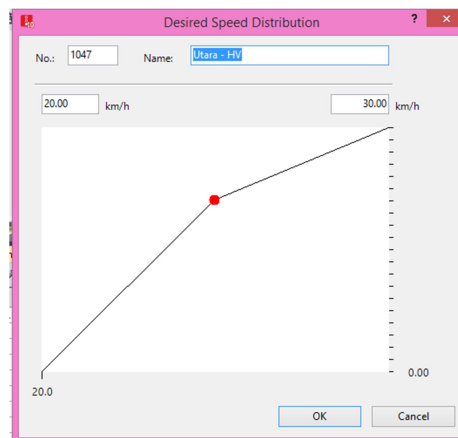 Desired Speed Distribution ?
No.: 1047 Name: Utara - HV
20.00 km/h 30.00 km/h
0.00
20.0
OK Cancel